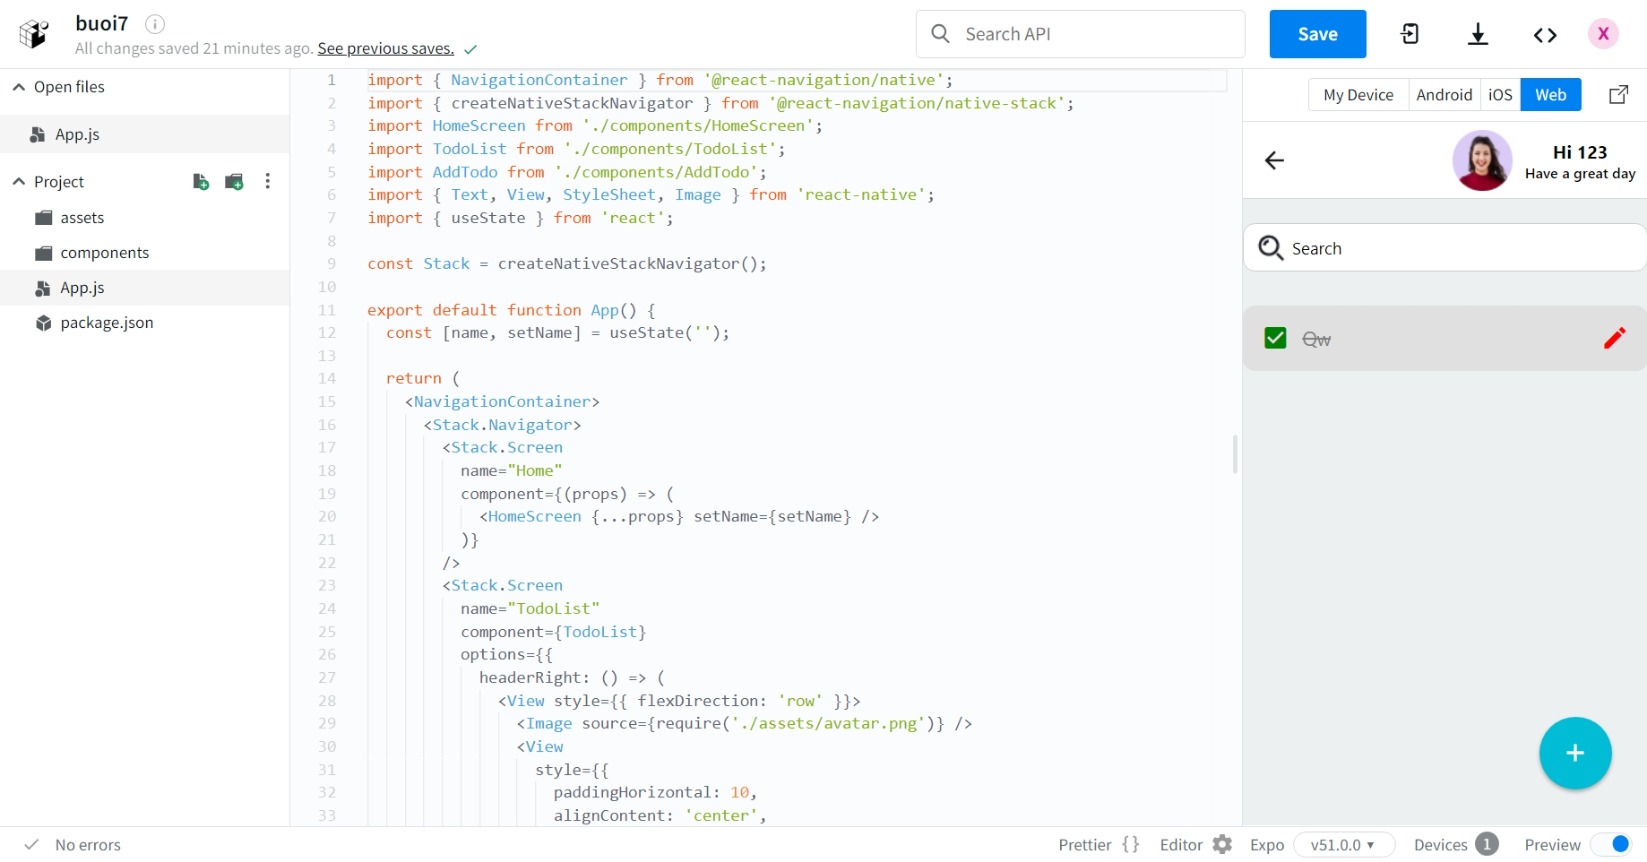 buoi7
All changes saved 21 minutes ago. See previous saves.
Search API
Save
X
Open files
App.js
Project
assets
components
App.js
package.json
1 import { NavigationContainer } from '@react-navigation/native';
2 import { createNativeStackNavigator } from '@react-navigation/native-stack';
3 import HomeScreen from './components/HomeScreen';
4 import TodoList from './components/TodoList';
5 import AddTodo from './components/AddTodo';
6 import { Text, View, StyleSheet, Image } from 'react-native';
7 import { useState } from 'react';
8
9 const Stack = createNativeStackNavigator();
10
11 export default function App() {
12 const [name, setName] = useState('');
13
14 return (
15 <NavigationContainer>
16 <Stack.Navigator>
17 <Stack.Screen
18 name="Home"
19 component={(props) => (
20 <HomeScreen {...props} setName={setName} />
21 )}
22 />
23 <Stack.Screen
24 name="TodoList"
25 component={TodoList}
26 options={{
27 headerRight: () => (
28 <View style={{ flexDirection: 'row' }}>
29 <Image source={require('./assets/avatar.png')} />
30 <View
31 style={{
32 paddingHorizontal: 10,
33 alignContent: 'center',
My Device Android iOS Web
Hi 123
Have a great day
Search
Qw
+
No errors
Prettier {} Editor Expo v51.0.0 Devices 1 Preview